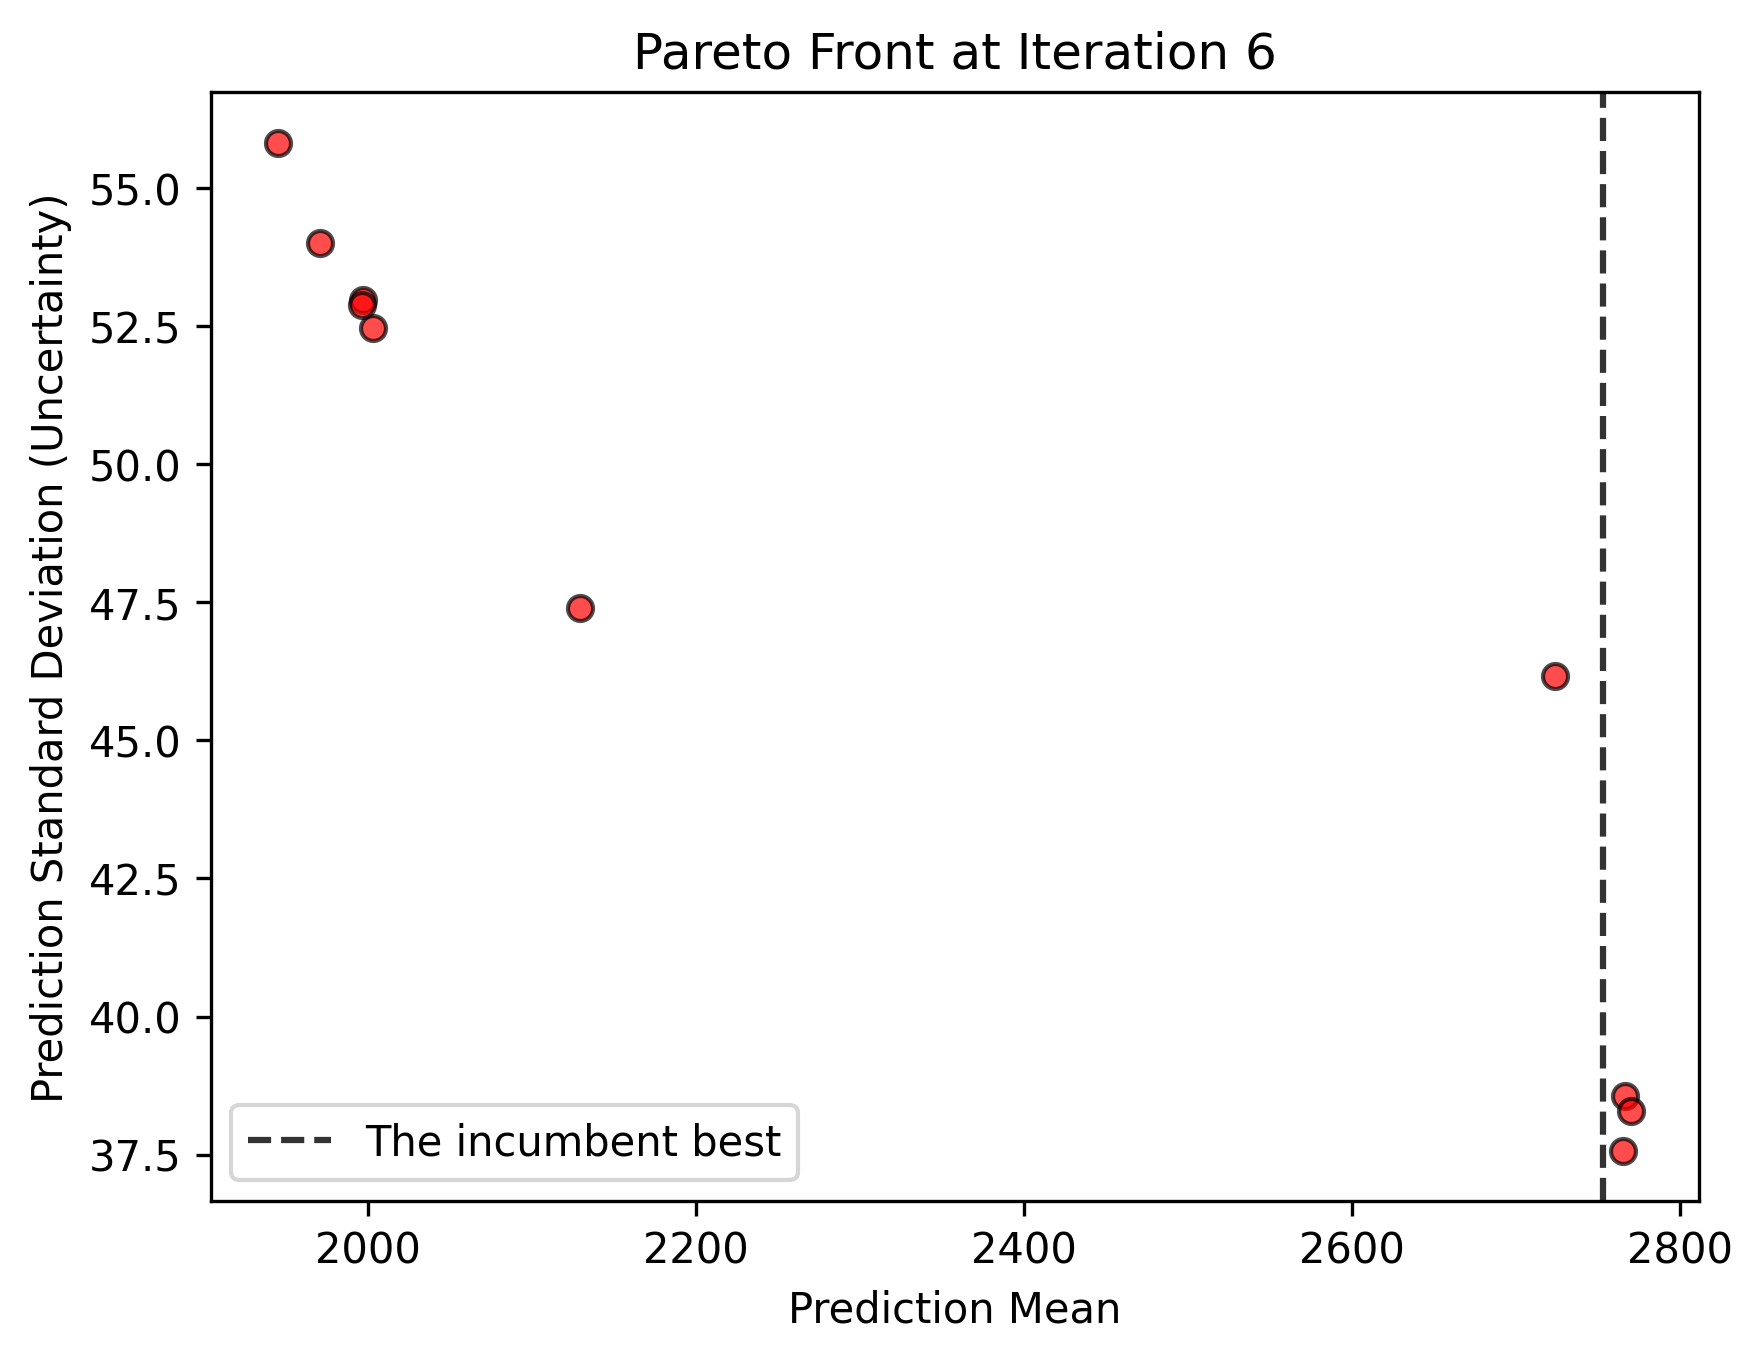 Pareto Front at Iteration 6
Prediction Standard Deviation (Uncertainty)
55.0
52.5
50.0
47.5
45.0
42.5
40.0
37.5
The incumbent best
2000 2200 2400 2600 2800
Prediction Mean